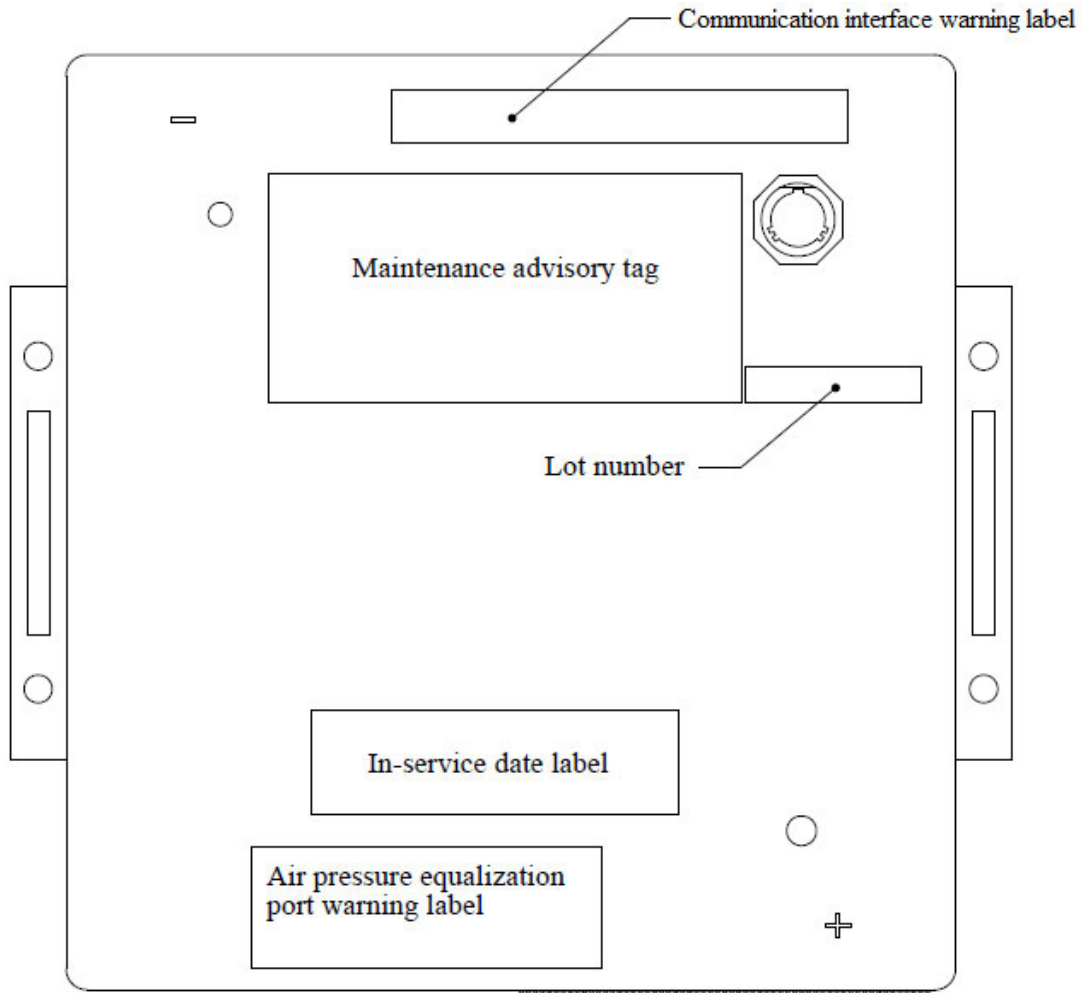 Communication interface warning label
-
Maintenance advisory tag
Lot number
In-service date label
Air pressure equalization
port warning label
+